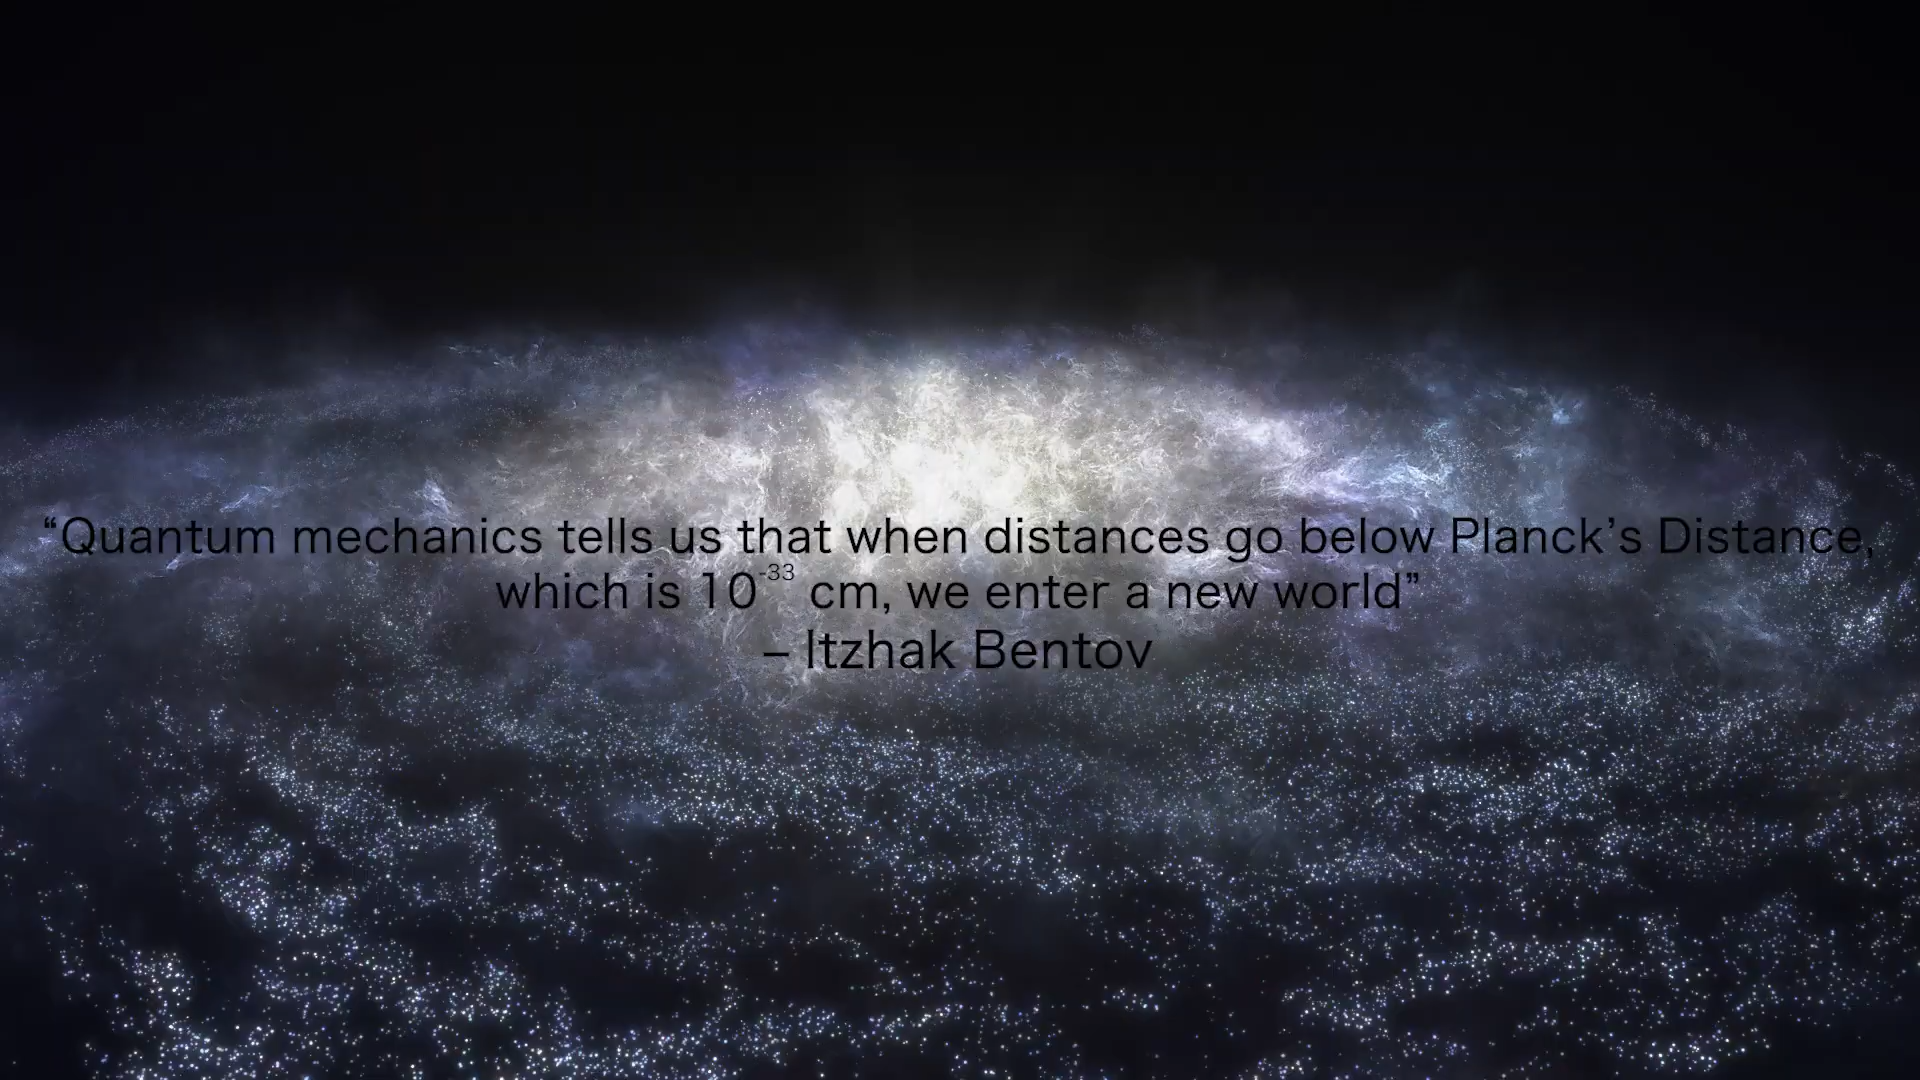 “Quantum mechanics tells us that when distances go below Planck’s Distance,
which is 10⁻³³ cm, we enter a new world”
– Itzhak Bentov